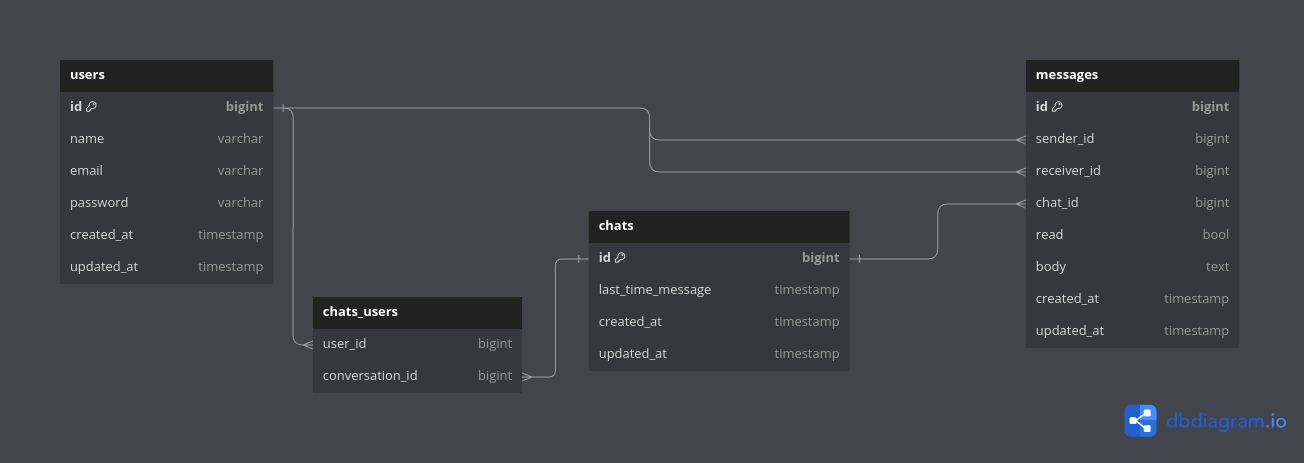 users
id bigint
name varchar
email varchar
password varchar
created_at timestamp
updated_at timestamp
chats_users
user_id bigint
conversation_id bigint
chats
id bigint
last_time_message timestamp
created_at timestamp
updated_at timestamp
messages
id bigint
sender_id bigint
receiver_id bigint
chat_id bigint
read bool
body text
created_at timestamp
updated_at timestamp
dbdiagram.io